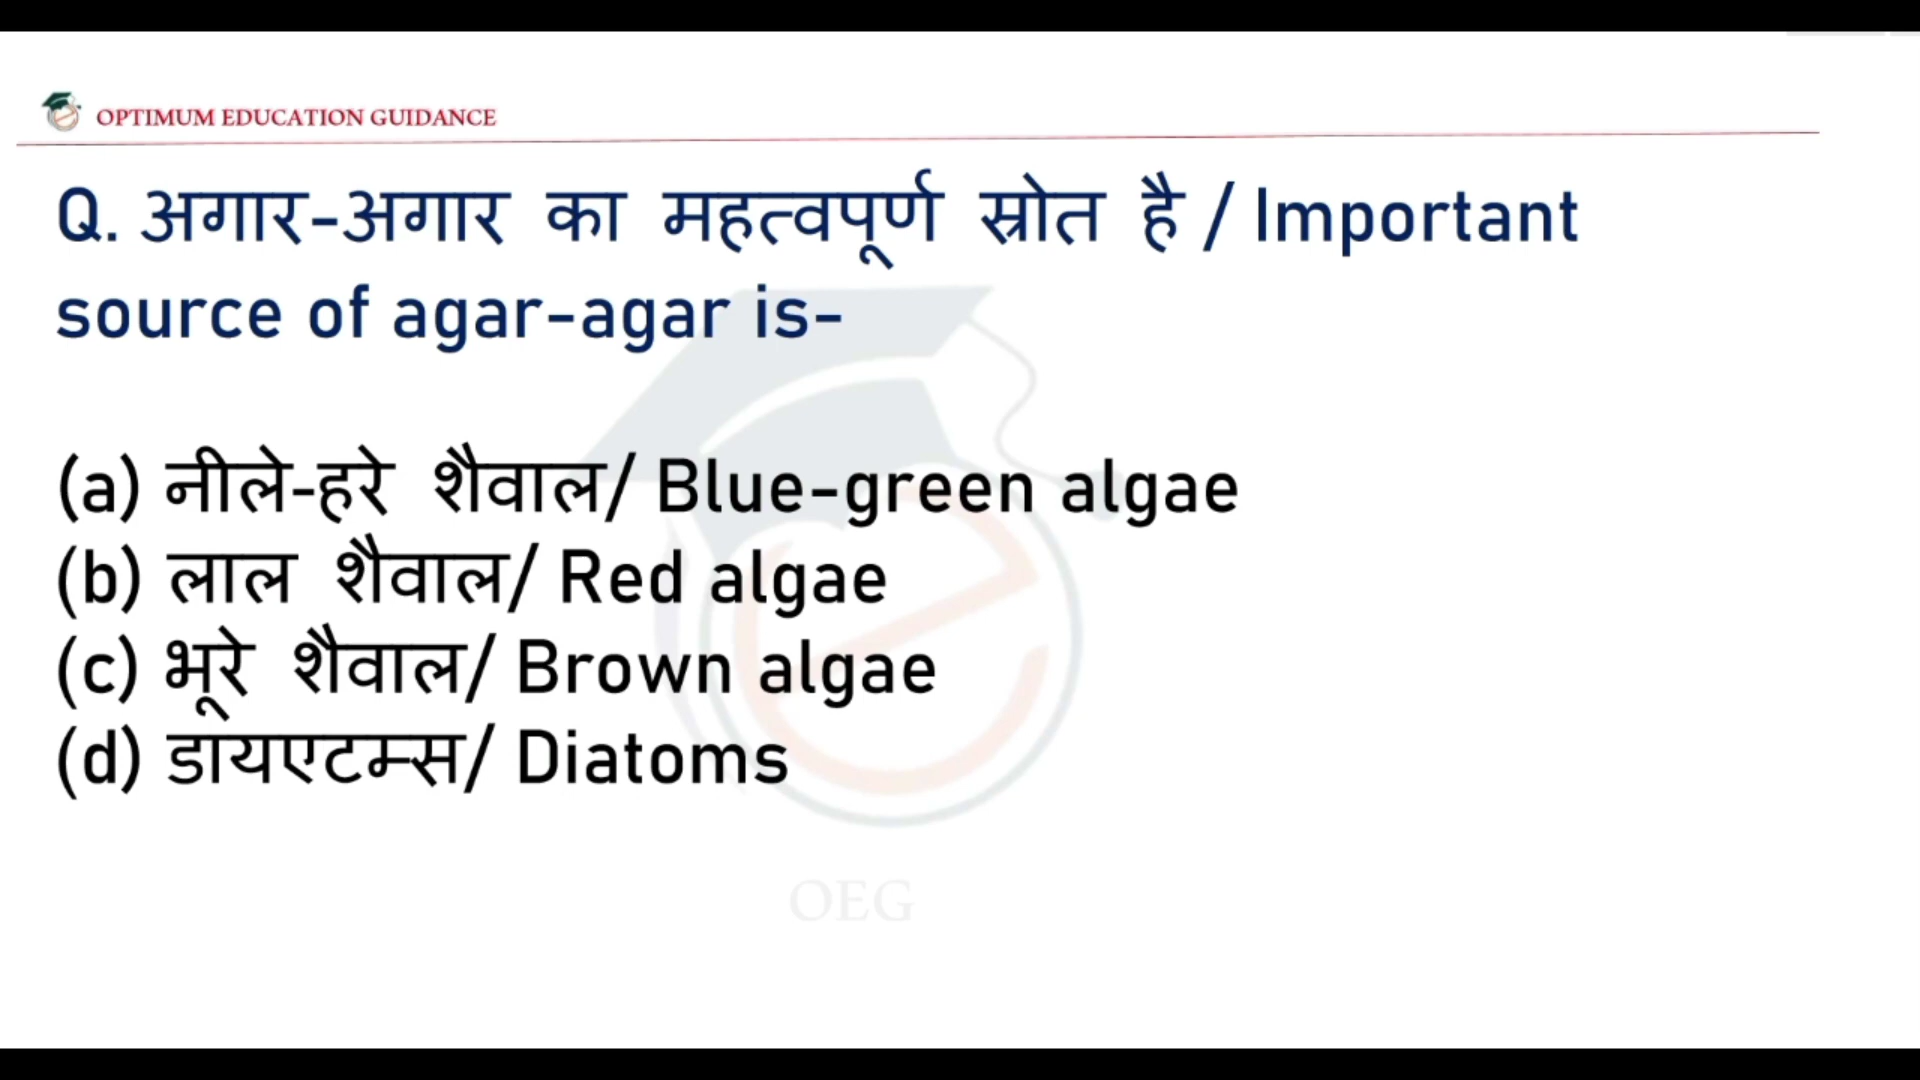 OPTIMUM EDUCATION GUIDANCE
Q. अगार-अगार का महत्वपूर्ण स्रोत है / Important
source of agar-agar is-
(a) नीले-हरे शैवाल/ Blue-green algae
(b) लाल शैवाल/ Red algae
(c) भूरे शैवाल/ Brown algae
(d) डायएटम्स/ Diatoms
OEG